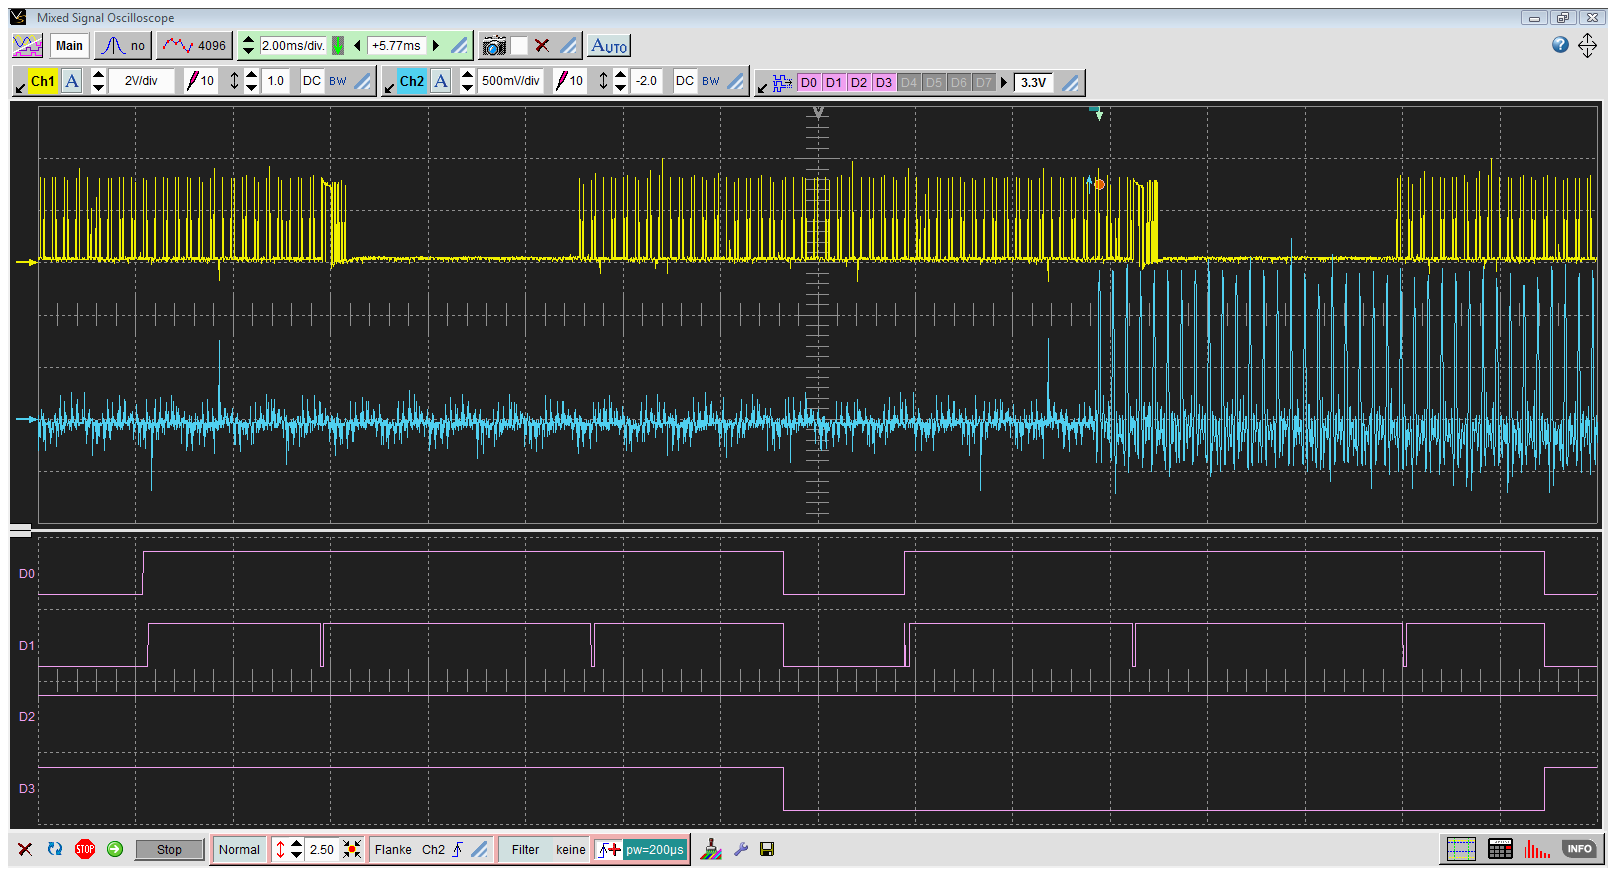 Mixed Signal Oscilloscope
Main no 4096 2.00ms/div. +5.77ms AUTO
Ch1 A 2V/div 10 1.0 DC BW Ch2 A 500mV/div 10 -2.0 DC BW D0 D1 D2 D3 D4 D5 D6 D7 3.3V
D0
D1
D2
D3
STOP Stop Normal 2.50 Flanke Ch2 Filter keine pw=200µs INFO